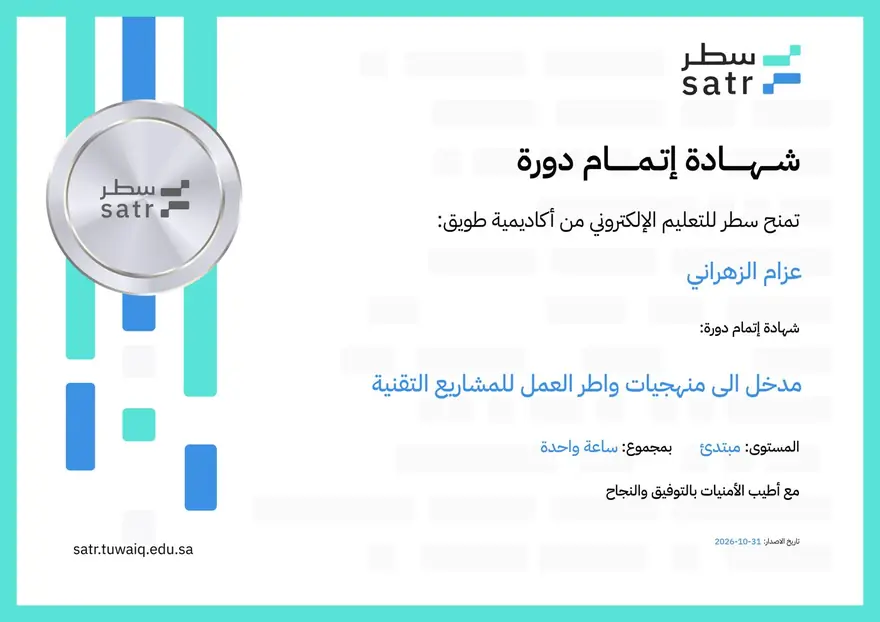 سطر
satr
شهادة إتمام دورة
تمنح سطر للتعليم الإلكتروني من أكاديمية طويق:
عزام الزهراني
شهادة إتمام دورة:
مدخل الى منهجيات واطر العمل للمشاريع التقنية
المستوى: مبتدئ بمجموع: ساعة واحدة
مع أطيب الأمنيات بالتوفيق والنجاح
تاريخ الاصدار: 31-10-2026
سطر
satr
satr.tuwaiq.edu.sa